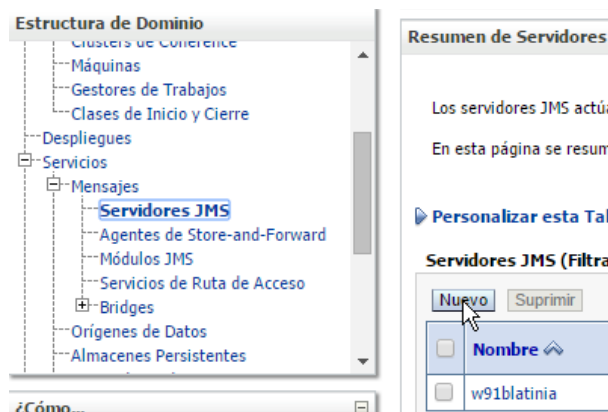 Estructura de Dominio
Clusters de Coherence
Máquinas
Gestores de Trabajos
Clases de Inicio y Cierre
Despliegues
Servicios
Mensajes
Servidores JMS
Agentes de Store-and-Forward
Módulos JMS
Servicios de Ruta de Acceso
Bridges
Orígenes de Datos
Almacenes Persistentes
¿Cómo...
Resumen de Servidores
Los servidores JMS actúa
En esta página se resum
Personalizar esta Tal
Servidores JMS (Filtra
Nuevo Suprimir
Nombre
w91blatinia